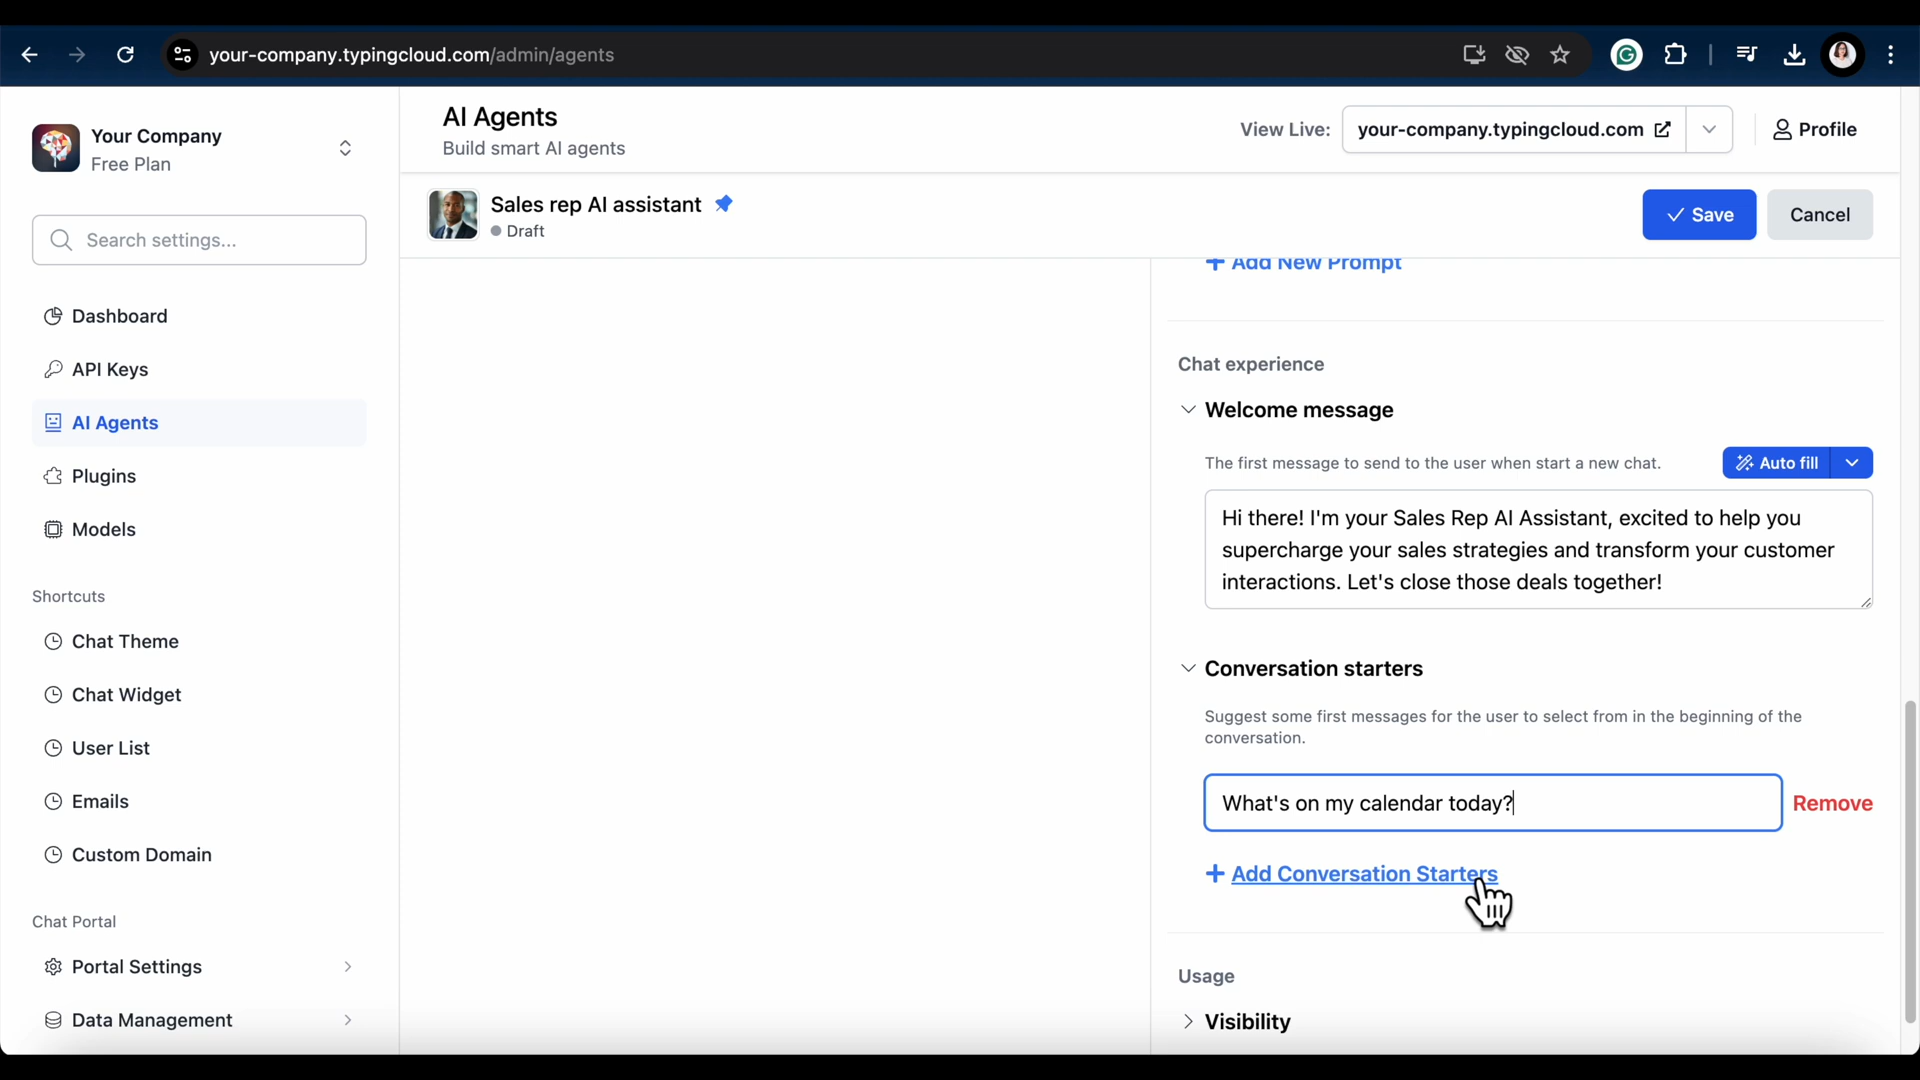 your-company.typingcloud.com/admin/agents
Your Company
Free Plan
Search settings...
Dashboard
API Keys
AI Agents
Plugins
Models
Shortcuts
Chat Theme
Chat Widget
User List
Emails
Custom Domain
Chat Portal
Portal Settings
Data Management
AI Agents
Build smart AI agents
View Live:
your-company.typingcloud.com
Profile
Sales rep AI assistant
Draft
Save
Cancel
Add New Prompt
Chat experience
Welcome message
The first message to send to the user when start a new chat.
Auto fill
Hi there! I'm your Sales Rep AI Assistant, excited to help you
supercharge your sales strategies and transform your customer
interactions. Let's close those deals together!
Conversation starters
Suggest some first messages for the user to select from in the beginning of the
conversation.
What's on my calendar today?
Remove
Add Conversation Starters
Usage
Visibility